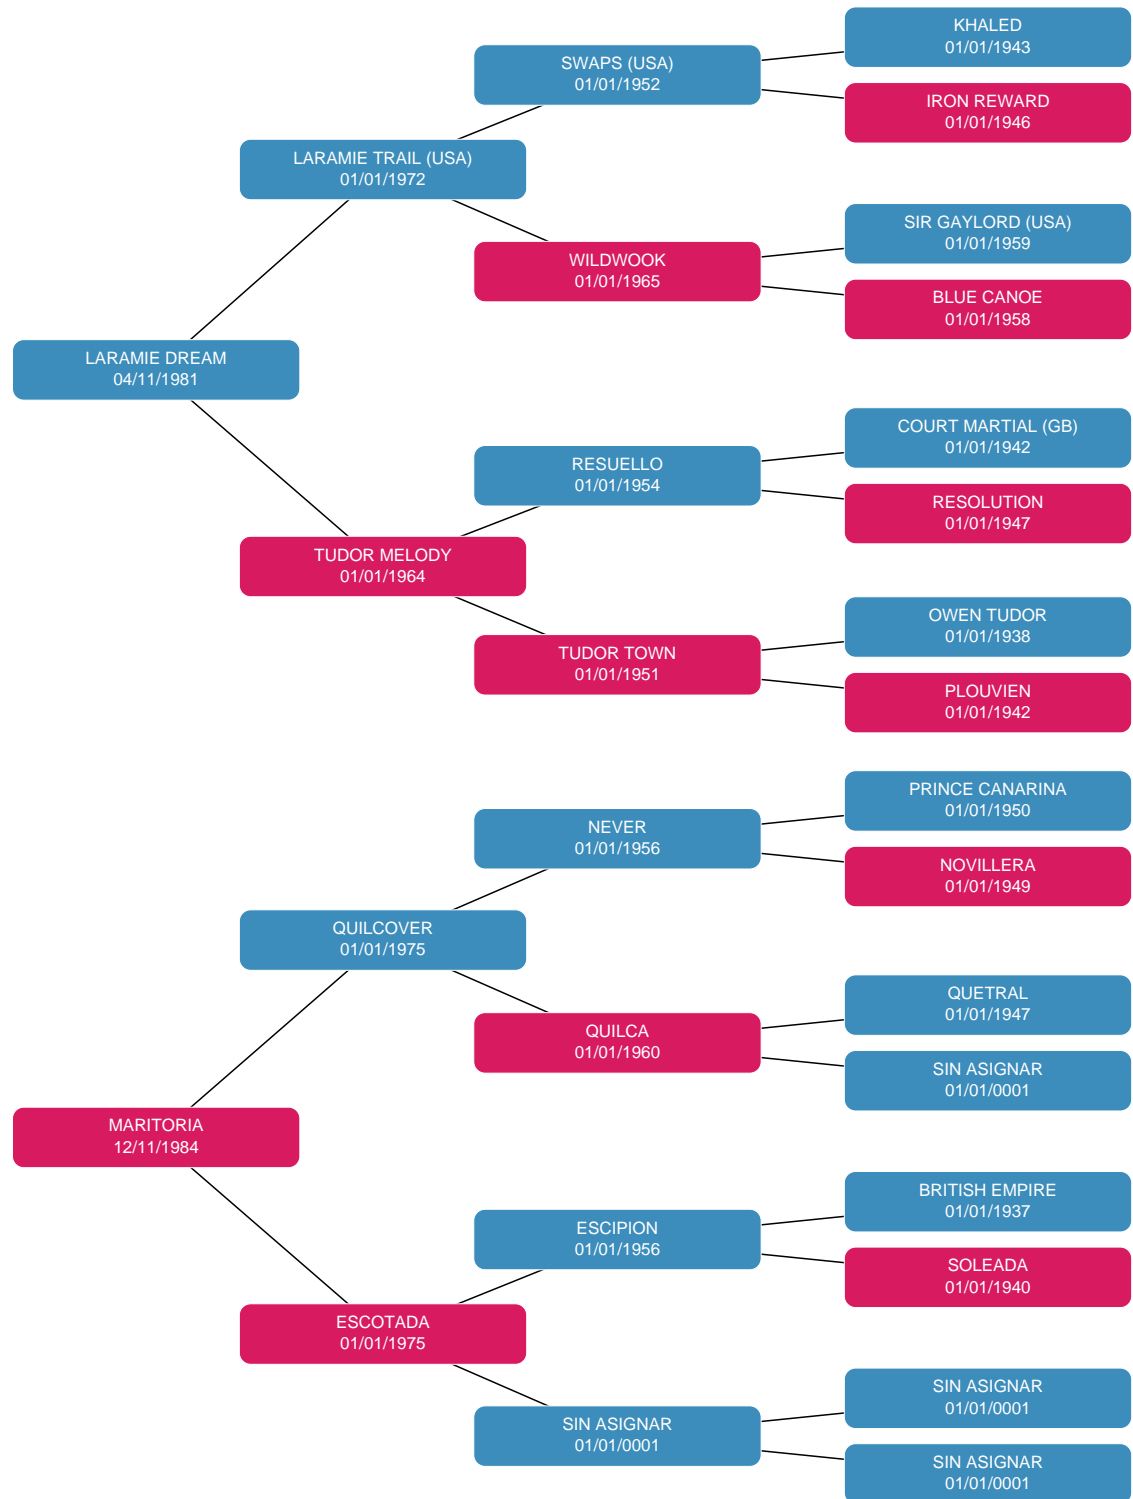 KHALED
01/01/1943
SWAPS (USA)
01/01/1952
IRON REWARD
01/01/1946
LARAMIE TRAIL (USA)
01/01/1972
SIR GAYLORD (USA)
01/01/1959
WILDWOOK
01/01/1965
BLUE CANOE
01/01/1958
LARAMIE DREAM
04/11/1981
COURT MARTIAL (GB)
01/01/1942
RESUELLO
01/01/1954
RESOLUTION
01/01/1947
TUDOR MELODY
01/01/1964
OWEN TUDOR
01/01/1938
TUDOR TOWN
01/01/1951
PLOUVIEN
01/01/1942
PRINCE CANARINA
01/01/1950
NEVER
01/01/1956
NOVILLERA
01/01/1949
QUILCOVER
01/01/1975
QUETRAL
01/01/1947
QUILCA
01/01/1960
SIN ASIGNAR
01/01/0001
MARITORIA
12/11/1984
BRITISH EMPIRE
01/01/1937
ESCIPION
01/01/1956
SOLEADA
01/01/1940
ESCOTADA
01/01/1975
SIN ASIGNAR
01/01/0001
SIN ASIGNAR
01/01/0001
SIN ASIGNAR
01/01/0001